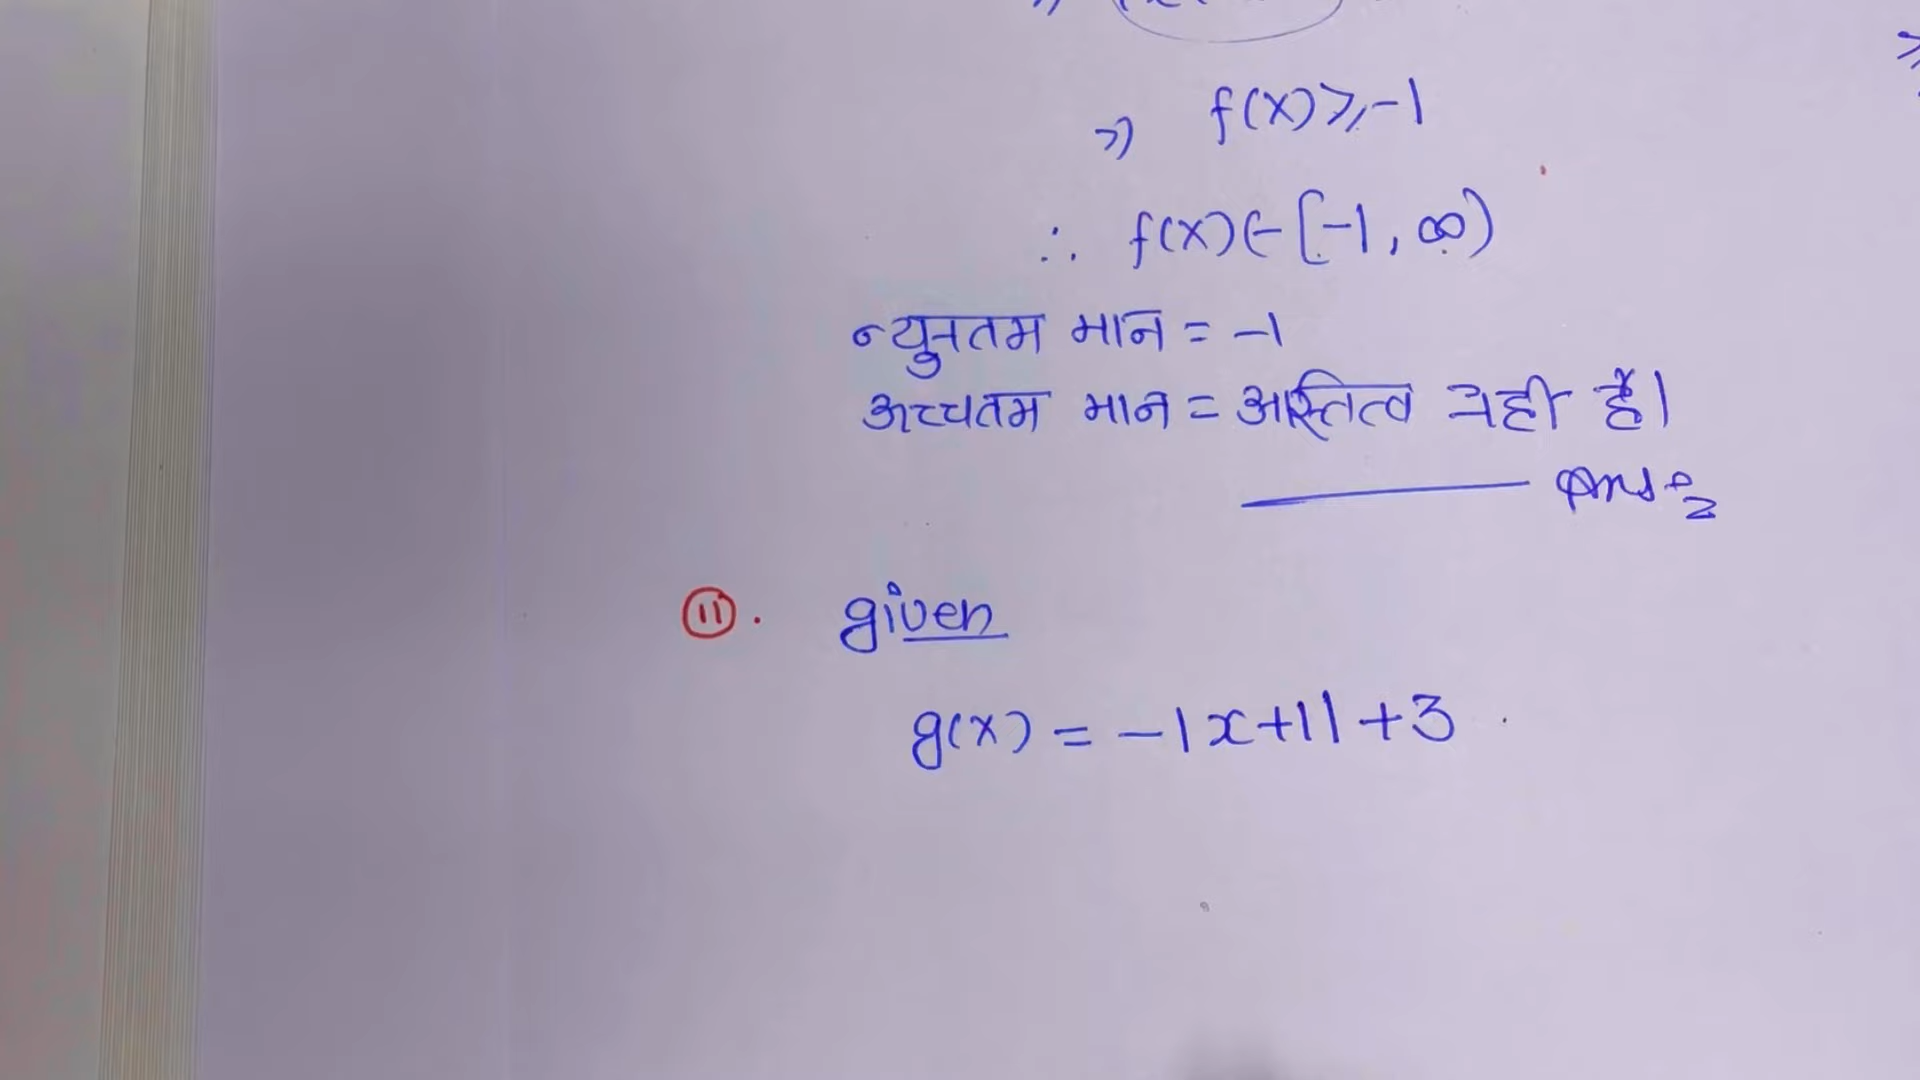 ⇒ f(x) ≥ -1
∴ f(x) ∈ [-1, ∞)
न्युनतम मान = -1
अच्चतम मान = अस्तित्व नही है।
Ans
(11). given
g(x) = -|x+1|+3